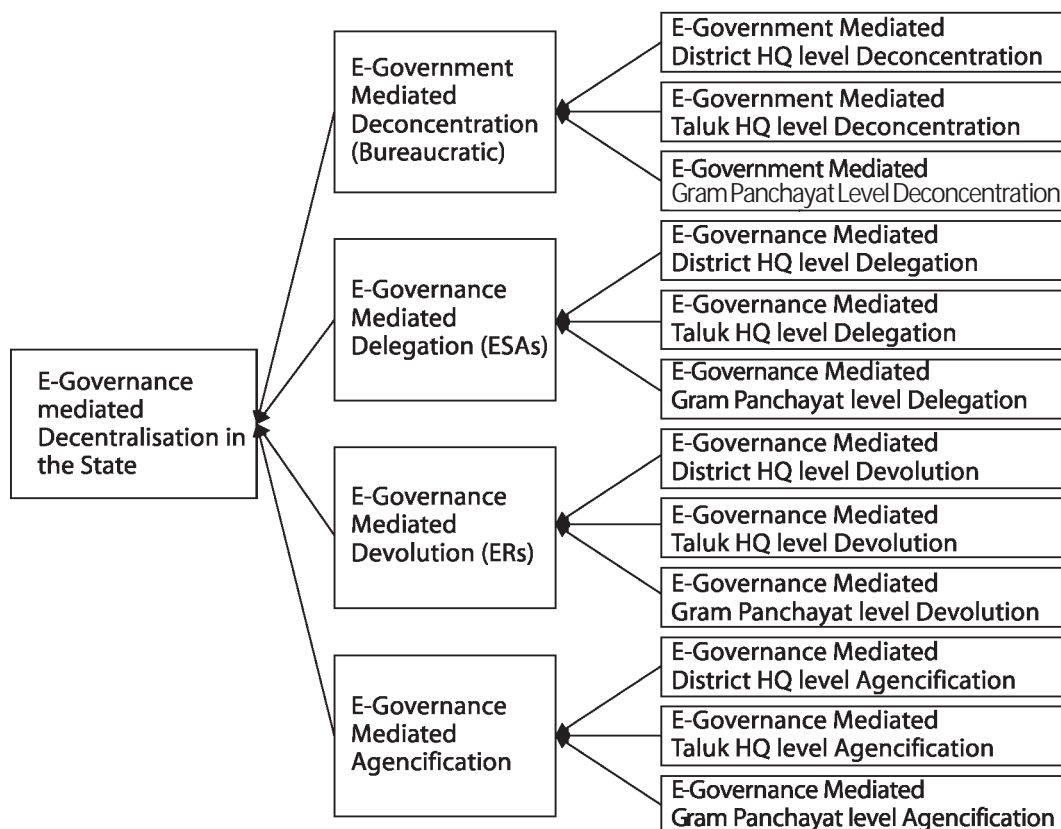 E-Governance
mediated
Decentralisation in
the State
E-Government
Mediated
Deconcentration
(Bureaucratic)
E-Government Mediated
District HQ level Deconcentration
E-Government Mediated
Taluk HQ level Deconcentration
E-Government Mediated
Gram Panchayat Level Deconcentration
E-Governance
Mediated
Delegation (ESAs)
E-Governance Mediated
District HQ level Delegation
E-Governance Mediated
Taluk HQ level Delegation
E-Governance Mediated
Gram Panchayat level Delegation
E-Governance
Mediated
Devolution (ERs)
E-Governance Mediated
District HQ level Devolution
E-Governance Mediated
Taluk HQ level Devolution
E-Governance Mediated
Gram Panchayat level Devolution
E-Governance
Mediated
Agencification
E-Governance Mediated
District HQ level Agencification
E-Governance Mediated
Taluk HQ level Agencification
E-Governance Mediated
Gram Panchayat level Agencification